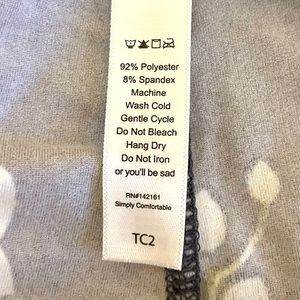 92% Polyester
8% Spandex
Machine
Wash Cold
Gentle Cycle
Do Not Bleach
Hang Dry
Do Not Iron
or you'll be sad
RN#142161
Simply Comfortable
TC2